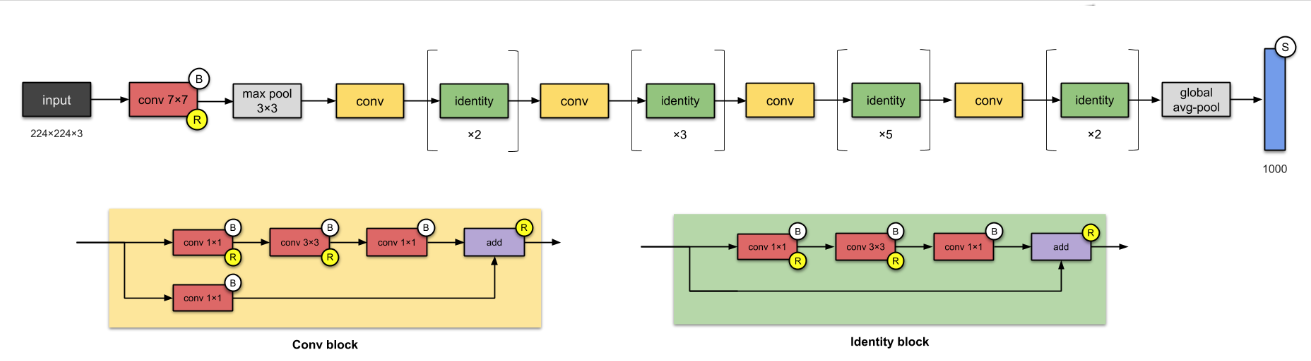 input
224×224×3
conv 7×7
B
R
max pool
3×3
conv
identity
×2
conv
identity
×3
conv
identity
×5
conv
identity
×2
global
avg-pool
S
1000
conv 1×1
B
R
conv 3×3
B
R
conv 1×1
B
add
R
conv 1×1
B
Conv block
conv 1×1
B
R
conv 3×3
B
R
conv 1×1
B
add
R
Identity block